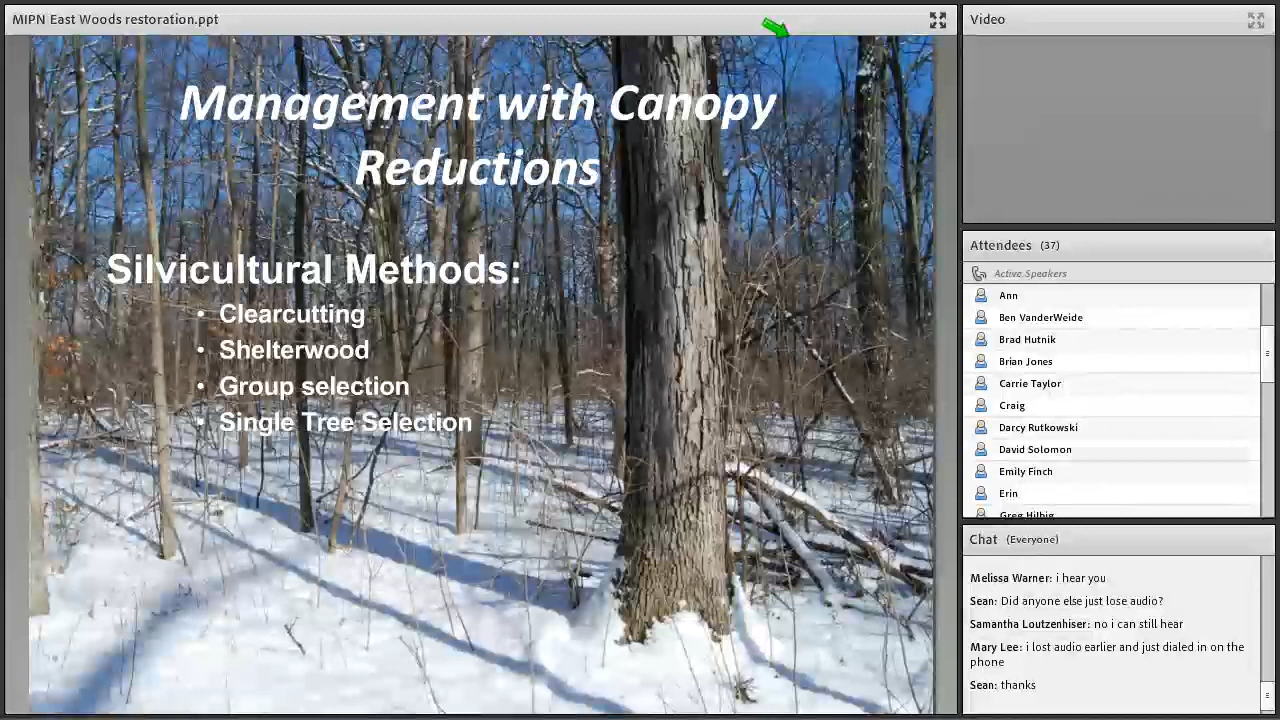 MIPN East Woods restoration.ppt
Management with Canopy
Reductions
Silvicultural Methods:
• Clearcutting
• Shelterwood
• Group selection
• Single Tree Selection
Video
Attendees (37)
Active Speakers
Ann
Ben VanderWeide
Brad Hutnik
Brian Jones
Carrie Taylor
Craig
Darcy Rutkowski
David Solomon
Emily Finch
Erin
Greg Hilbig
Chat (Everyone)
Melissa Warner: i hear you
Sean: Did anyone else just lose audio?
Samantha Loutzenhiser: no i can still hear
Mary Lee: i lost audio earlier and just dialed in on the
phone
Sean: thanks